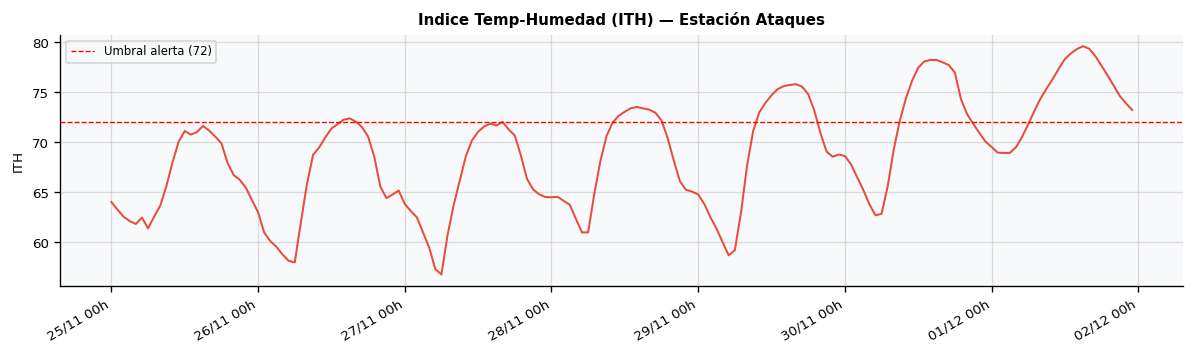 Indice Temp-Humedad (ITH) — Estación Ataques
Umbral alerta (72)
80
75
70
65
60
ITH
25/11 00h
26/11 00h
27/11 00h
28/11 00h
29/11 00h
30/11 00h
01/12 00h
02/12 00h